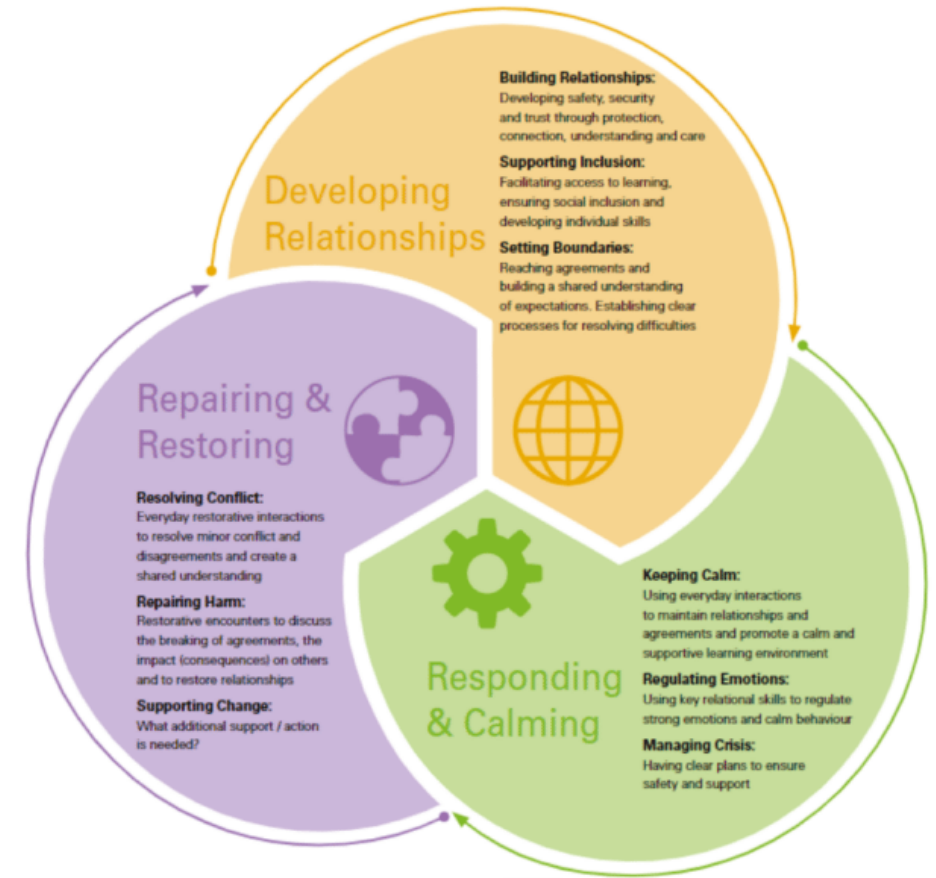 Developing
Relationships
Building Relationships:
Developing safety, security
and trust through protection,
connection, understanding and care
Supporting Inclusion:
Facilitating access to learning,
ensuring social inclusion and
developing individual skills
Setting Boundaries:
Reaching agreements and
building a shared understanding
of expectations. Establishing clear
processes for resolving difficulties
Repairing &
Restoring
Resolving Conflict:
Everyday restorative interactions
to resolve minor conflict and
disagreements and create a
shared understanding
Repairing Harm:
Restorative encounters to discuss
the breaking of agreements, the
impact (consequences) on others
and to restore relationships
Supporting Change:
What additional support / action
is needed?
Responding
& Calming
Keeping Calm:
Using everyday interactions
to maintain relationships and
agreements and promote a calm and
supportive learning environment
Regulating Emotions:
Using key relational skills to regulate
strong emotions and calm behaviour
Managing Crisis:
Having clear plans to ensure
safety and support